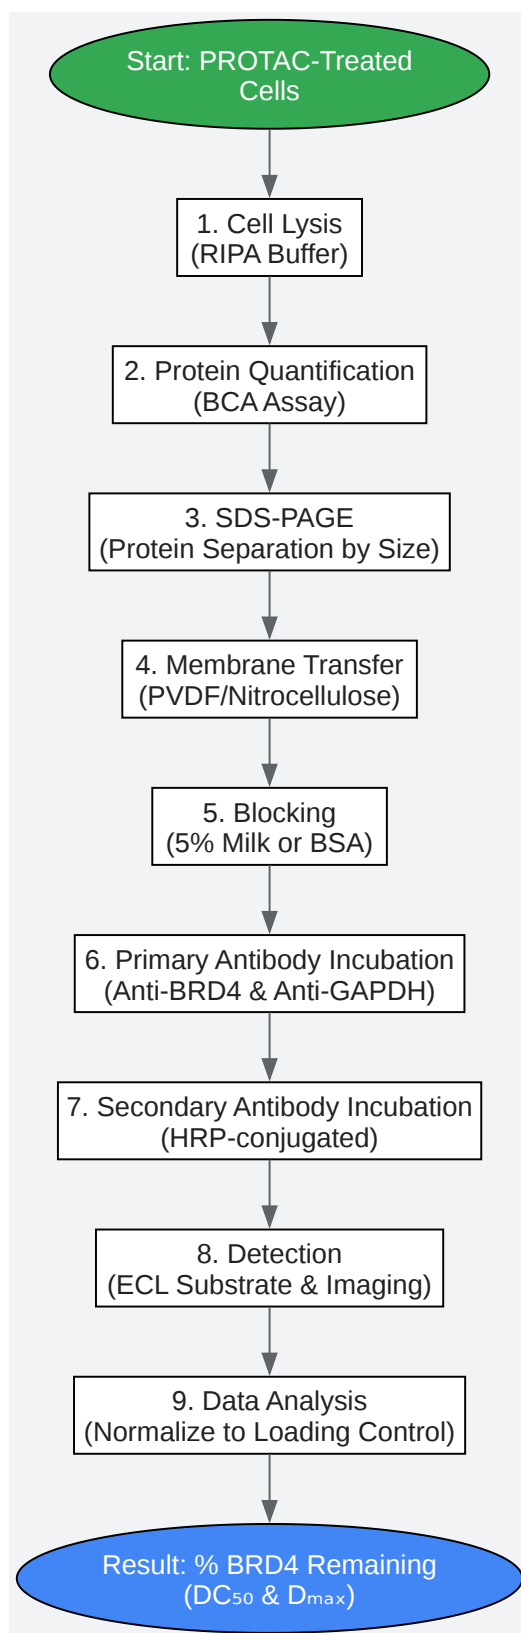 Start: PROTAC-Treated
Cells
1. Cell Lysis
(RIPA Buffer)
2. Protein Quantification
(BCA Assay)
3. SDS-PAGE
(Protein Separation by Size)
4. Membrane Transfer
(PVDF/Nitrocellulose)
5. Blocking
(5% Milk or BSA)
6. Primary Antibody Incubation
(Anti-BRD4 & Anti-GAPDH)
7. Secondary Antibody Incubation
(HRP-conjugated)
8. Detection
(ECL Substrate & Imaging)
9. Data Analysis
(Normalize to Loading Control)
Result: % BRD4 Remaining
(DC₅₀ & Dₘₐₓ)